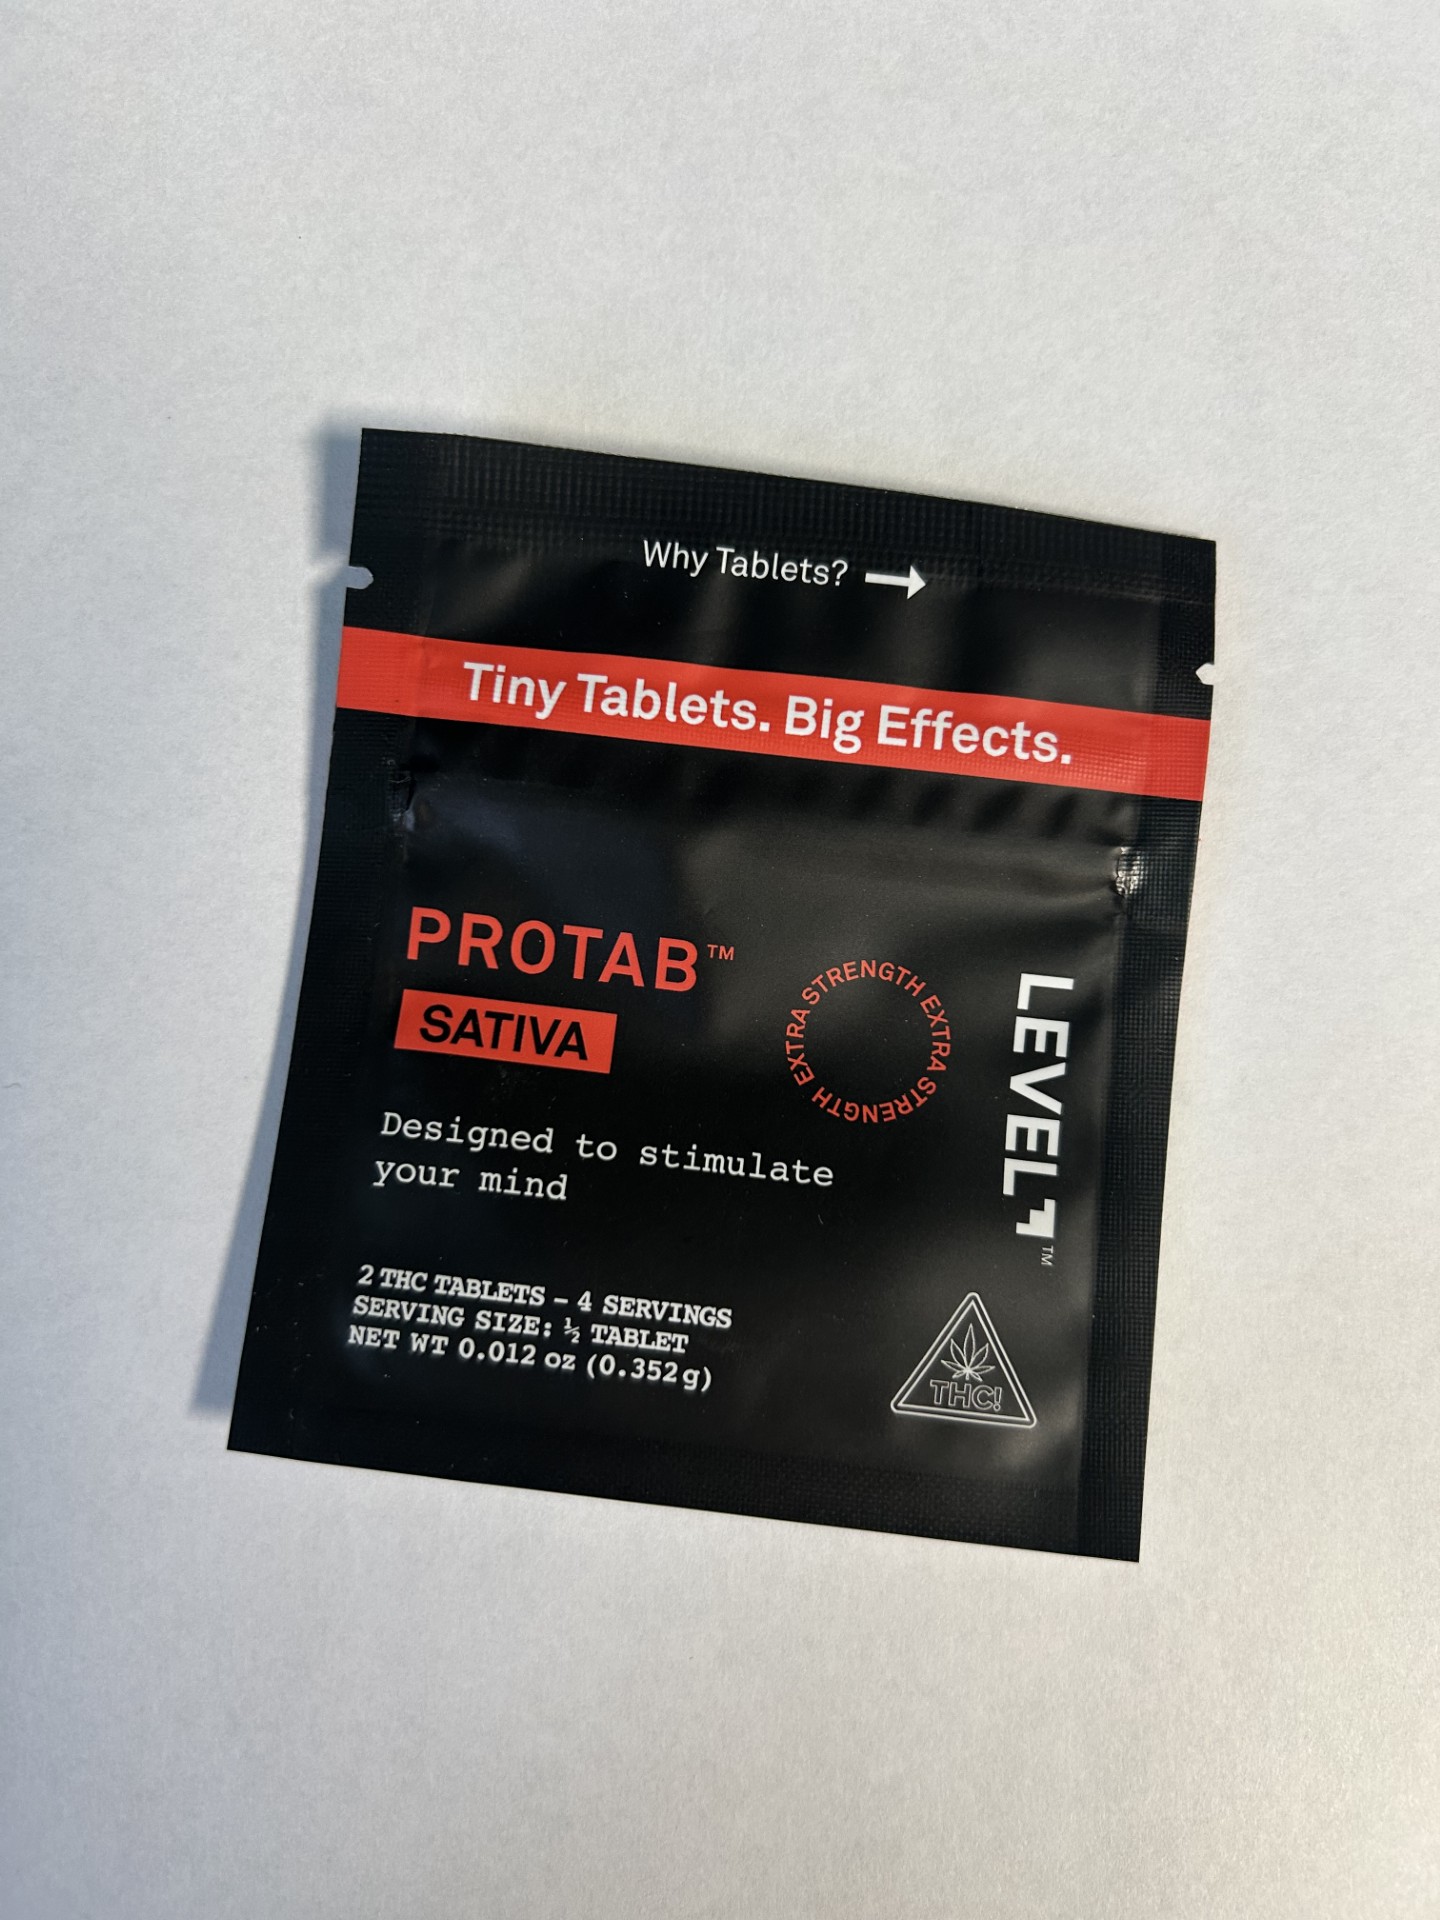 Why Tablets? →
Tiny Tablets. Big Effects.
PROTAB™
SATIVA
EXTRA STRENGTH EXTRA STRENGTH
LEVEL™
Designed to stimulate
your mind
2 THC TABLETS – 4 SERVINGS
SERVING SIZE: ½ TABLET
NET WT 0.012 oz (0.352g)
THC!